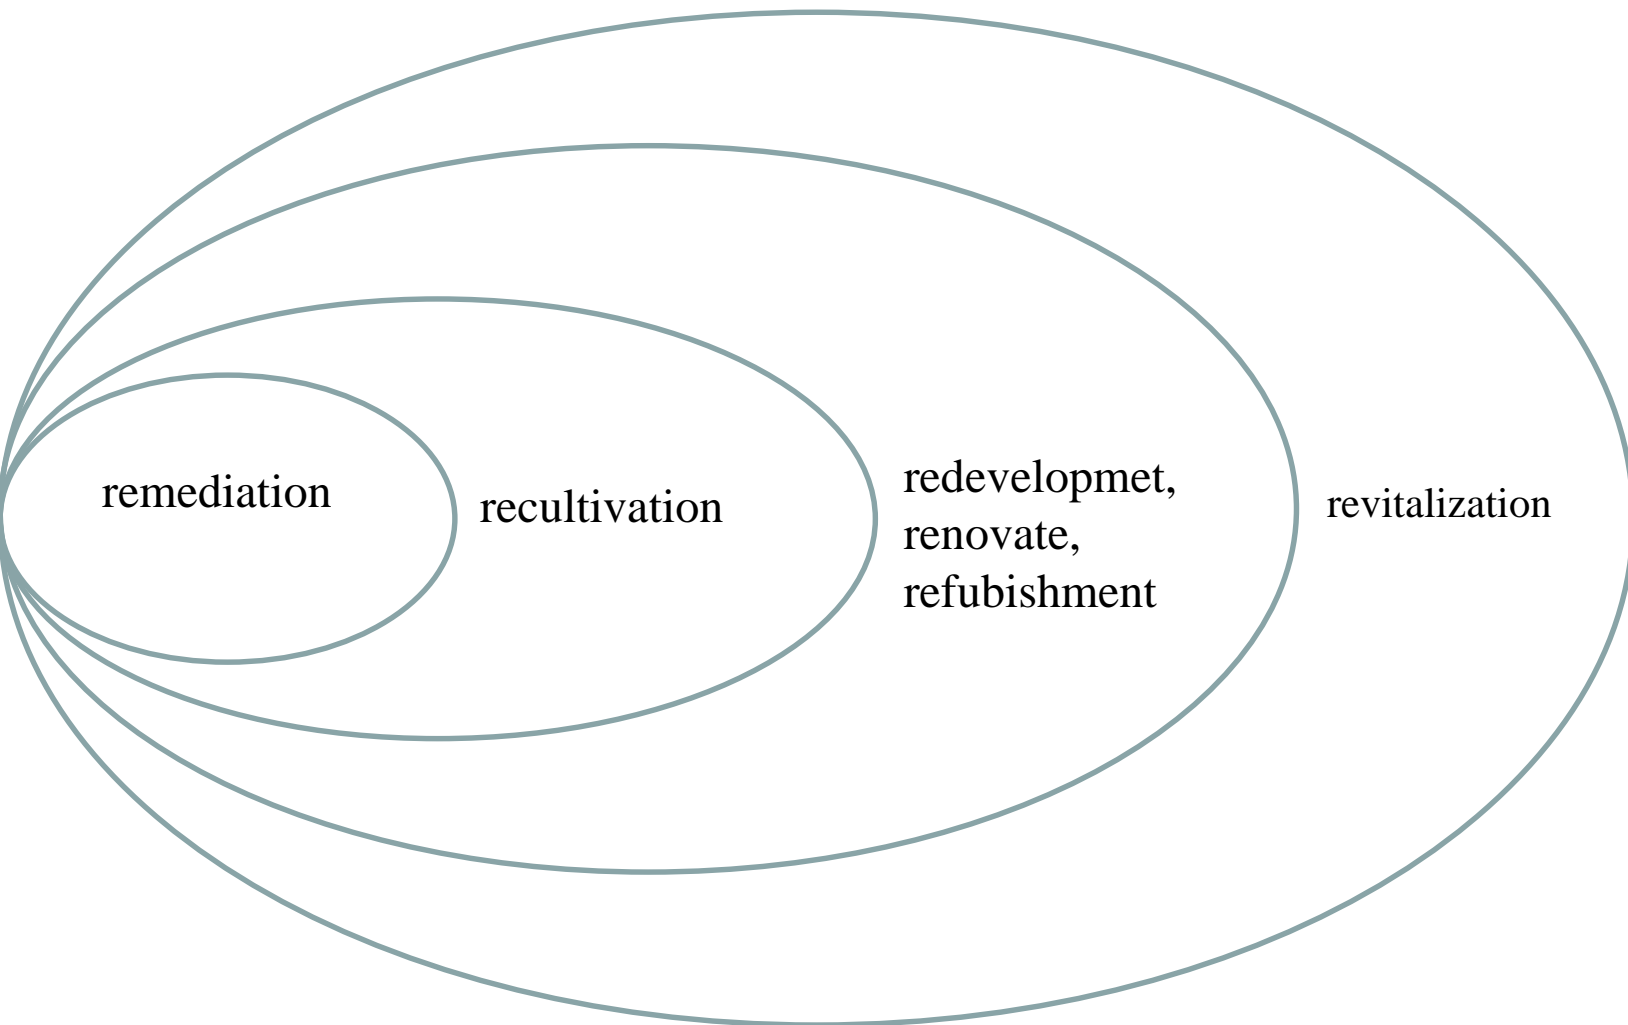 remediation
recultivation
redevelopmet,
renovate,
refubishment
revitalization